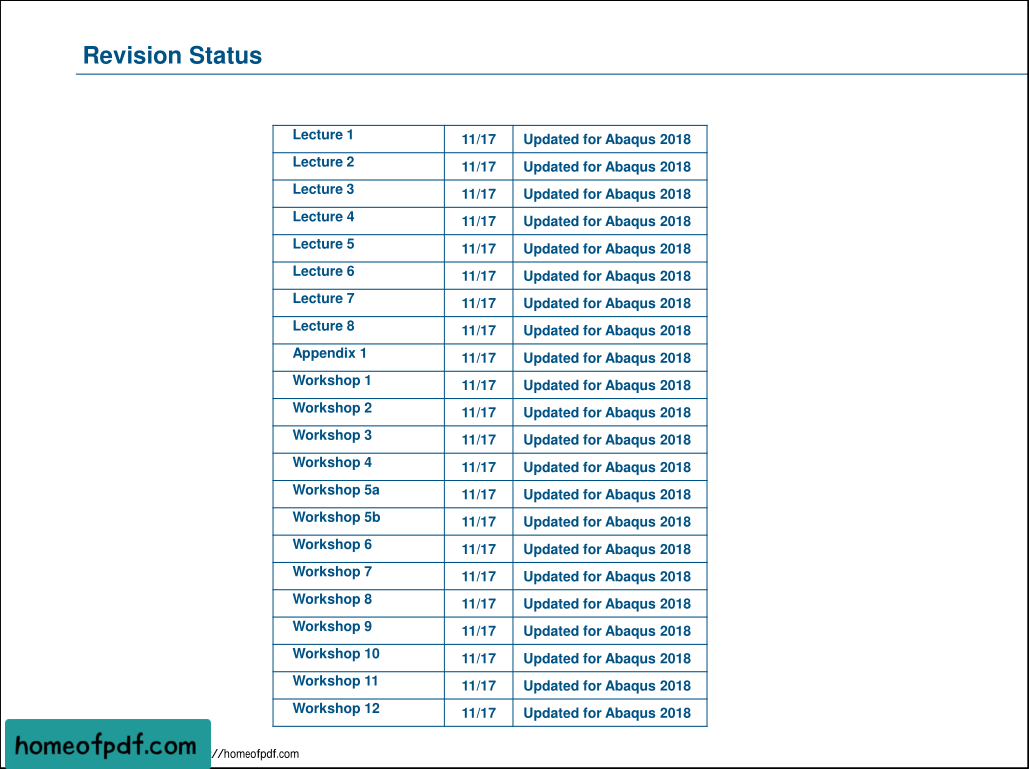 Revision Status
Lecture 1 11/17 Updated for Abaqus 2018
Lecture 2 11/17 Updated for Abaqus 2018
Lecture 3 11/17 Updated for Abaqus 2018
Lecture 4 11/17 Updated for Abaqus 2018
Lecture 5 11/17 Updated for Abaqus 2018
Lecture 6 11/17 Updated for Abaqus 2018
Lecture 7 11/17 Updated for Abaqus 2018
Lecture 8 11/17 Updated for Abaqus 2018
Appendix 1 11/17 Updated for Abaqus 2018
Workshop 1 11/17 Updated for Abaqus 2018
Workshop 2 11/17 Updated for Abaqus 2018
Workshop 3 11/17 Updated for Abaqus 2018
Workshop 4 11/17 Updated for Abaqus 2018
Workshop 5a 11/17 Updated for Abaqus 2018
Workshop 5b 11/17 Updated for Abaqus 2018
Workshop 6 11/17 Updated for Abaqus 2018
Workshop 7 11/17 Updated for Abaqus 2018
Workshop 8 11/17 Updated for Abaqus 2018
Workshop 9 11/17 Updated for Abaqus 2018
Workshop 10 11/17 Updated for Abaqus 2018
Workshop 11 11/17 Updated for Abaqus 2018
Workshop 12 11/17 Updated for Abaqus 2018
homeofpdf.com //homeofpdf.com